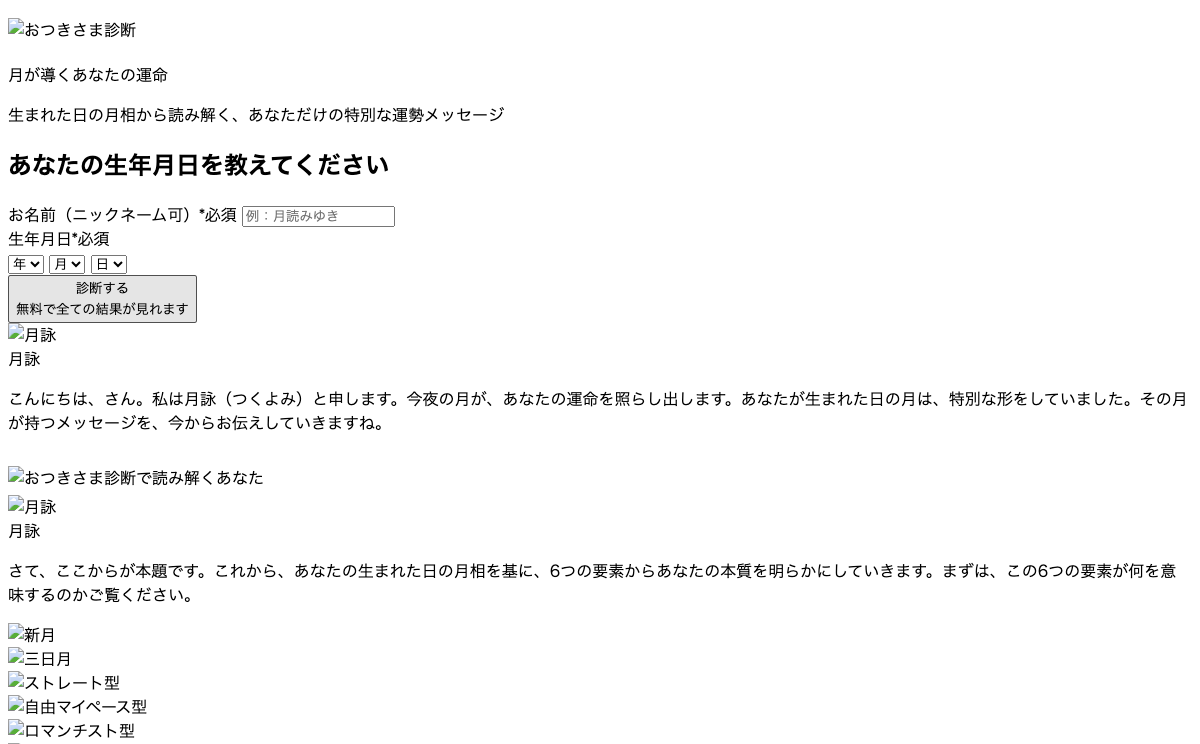 おつきさま診断
月が導くあなたの運命
生まれた日の月相から読み解く、あなただけの特別な運勢メッセージ
あなたの生年月日を教えてください
お名前（ニックネーム可）*必須 例：月読みゆき
生年月日*必須
年 月 日
診断する
無料で全ての結果が見れます
月詠
月詠
こんにちは、さん。私は月詠（つくよみ）と申します。今夜の月が、あなたの運命を照らし出します。あなたが生まれた日の月は、特別な形をしていました。その月
が持つメッセージを、今からお伝えしていきますね。
おつきさま診断で読み解くあなた
月詠
月詠
さて、ここからが本題です。これから、あなたの生まれた日の月相を基に、6つの要素からあなたの本質を明らかにしていきます。まずは、この6つの要素が何を意
味するのかご覧ください。
新月
三日月
ストレート型
自由マイペース型
ロマンチスト型